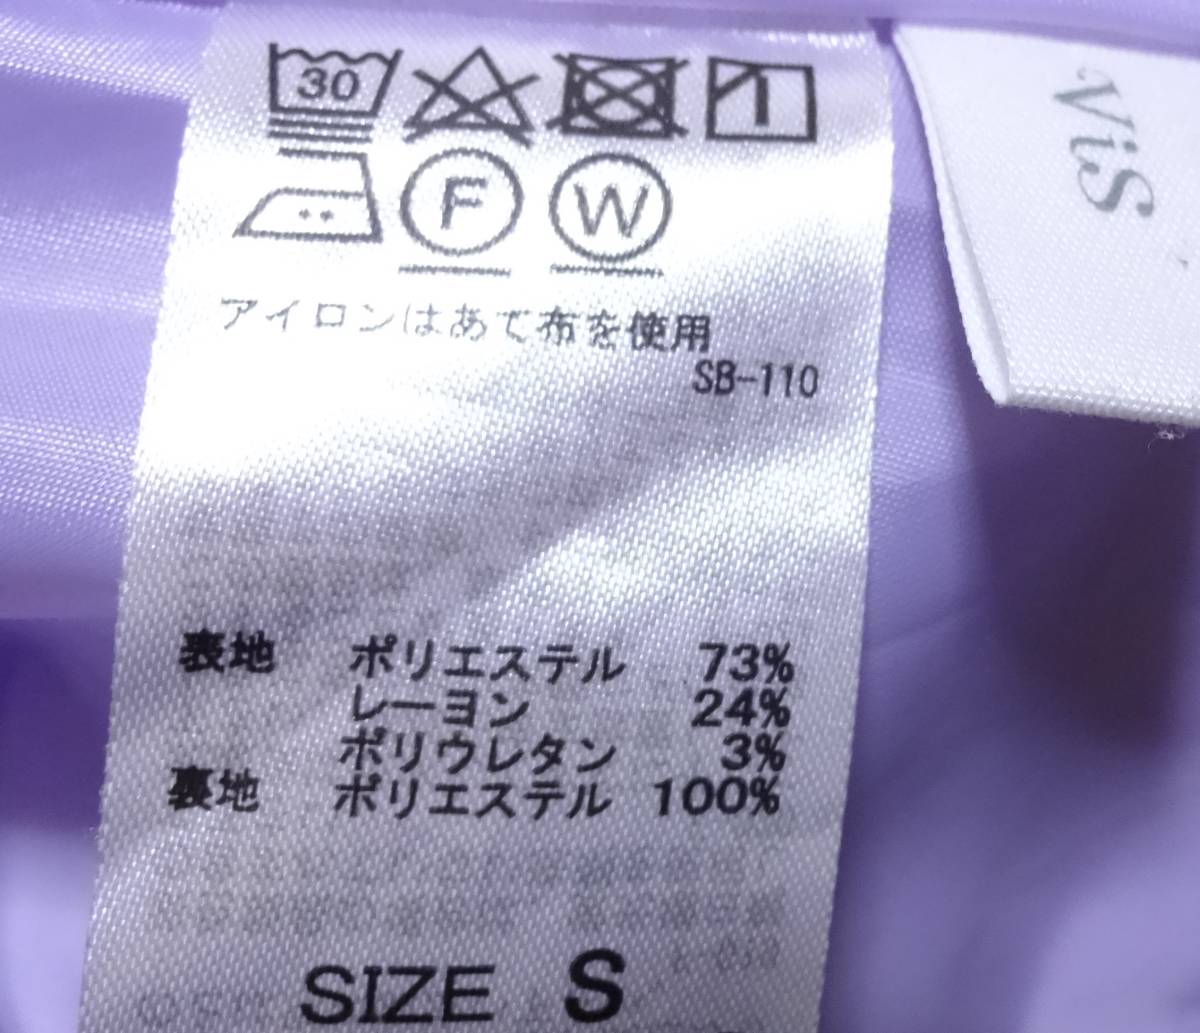 30
F W
アイロンはあて布を使用
SB-110
表地 ポリエステル 73%
レーヨン 24%
ポリウレタン 3%
裏地 ポリエステル 100%
SIZE S
ViS